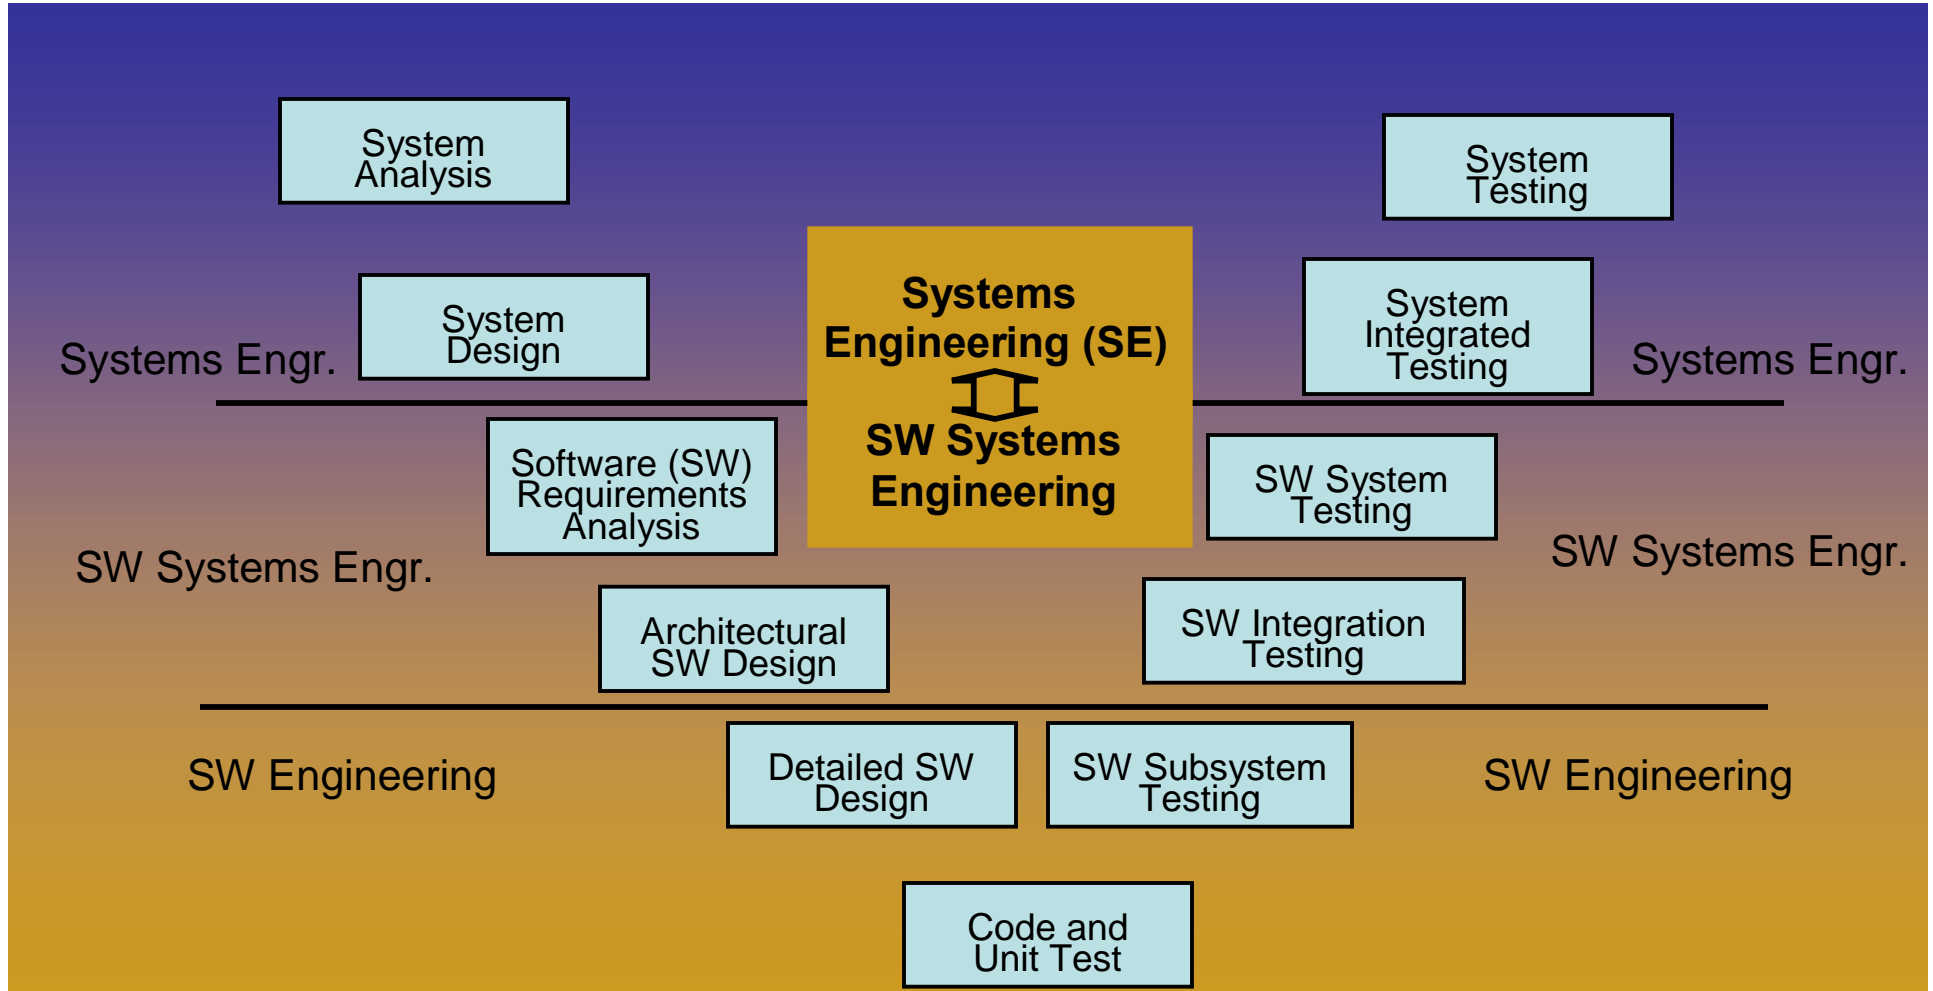 System
Analysis
System
Testing
System
Design
Systems
Engineering (SE)
SW Systems
Engineering
System
Integrated
Testing
Systems Engr.
Systems Engr.
Software (SW)
Requirements
Analysis
SW System
Testing
SW Systems Engr.
SW Systems Engr.
Architectural
SW Design
SW Integration
Testing
SW Engineering
Detailed SW
Design
SW Subsystem
Testing
SW Engineering
Code and
Unit Test